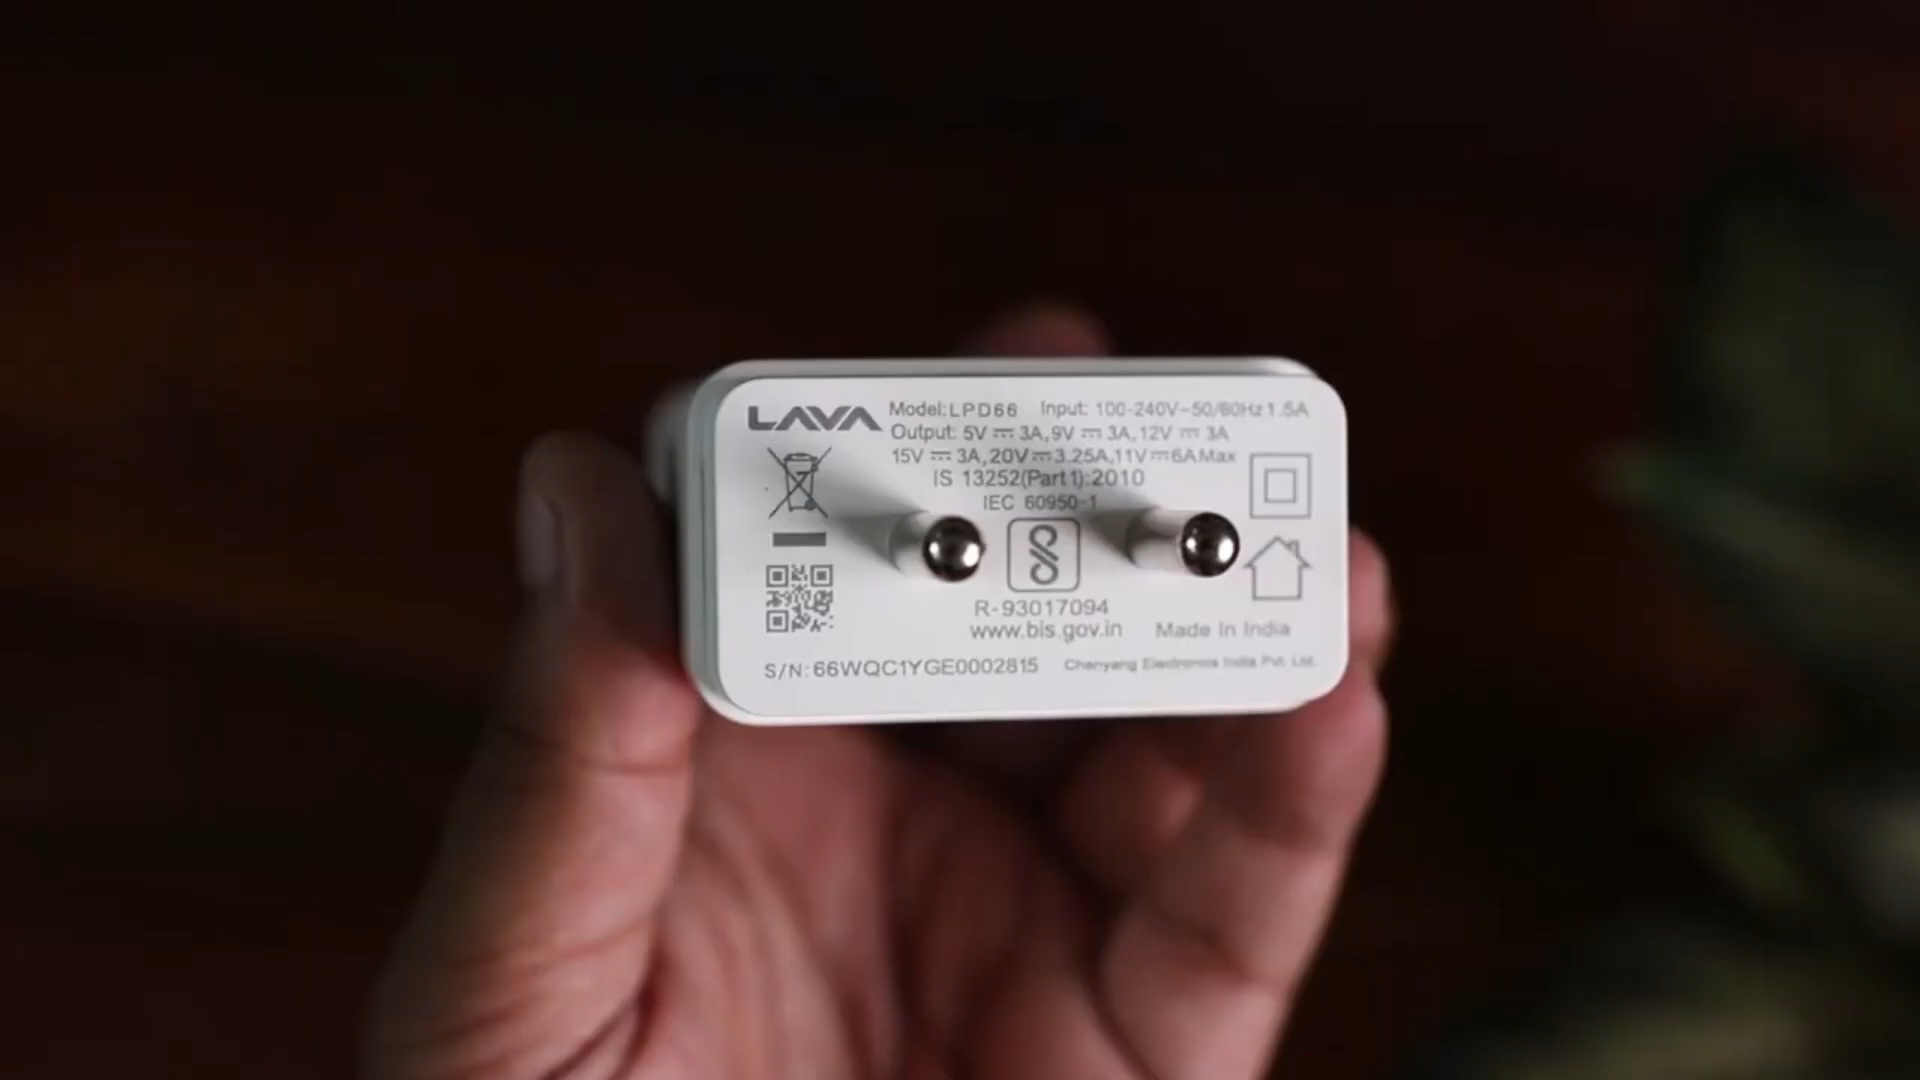 LAVA
Model:LPD66 Input: 100-240V~50/60Hz 1.5A
Output: 5V ⎓ 3A,9V ⎓ 3A,12V ⎓ 3A
15V ⎓ 3A,20V⎓3.25A,11V⎓6A Max
IS 13252(Part1):2010
IEC 60950-1
R-93017094
www.bis.gov.in
Made In India
S/N:66WQC1YGE0002815
Chenyang Electronics India Pvt. Ltd.